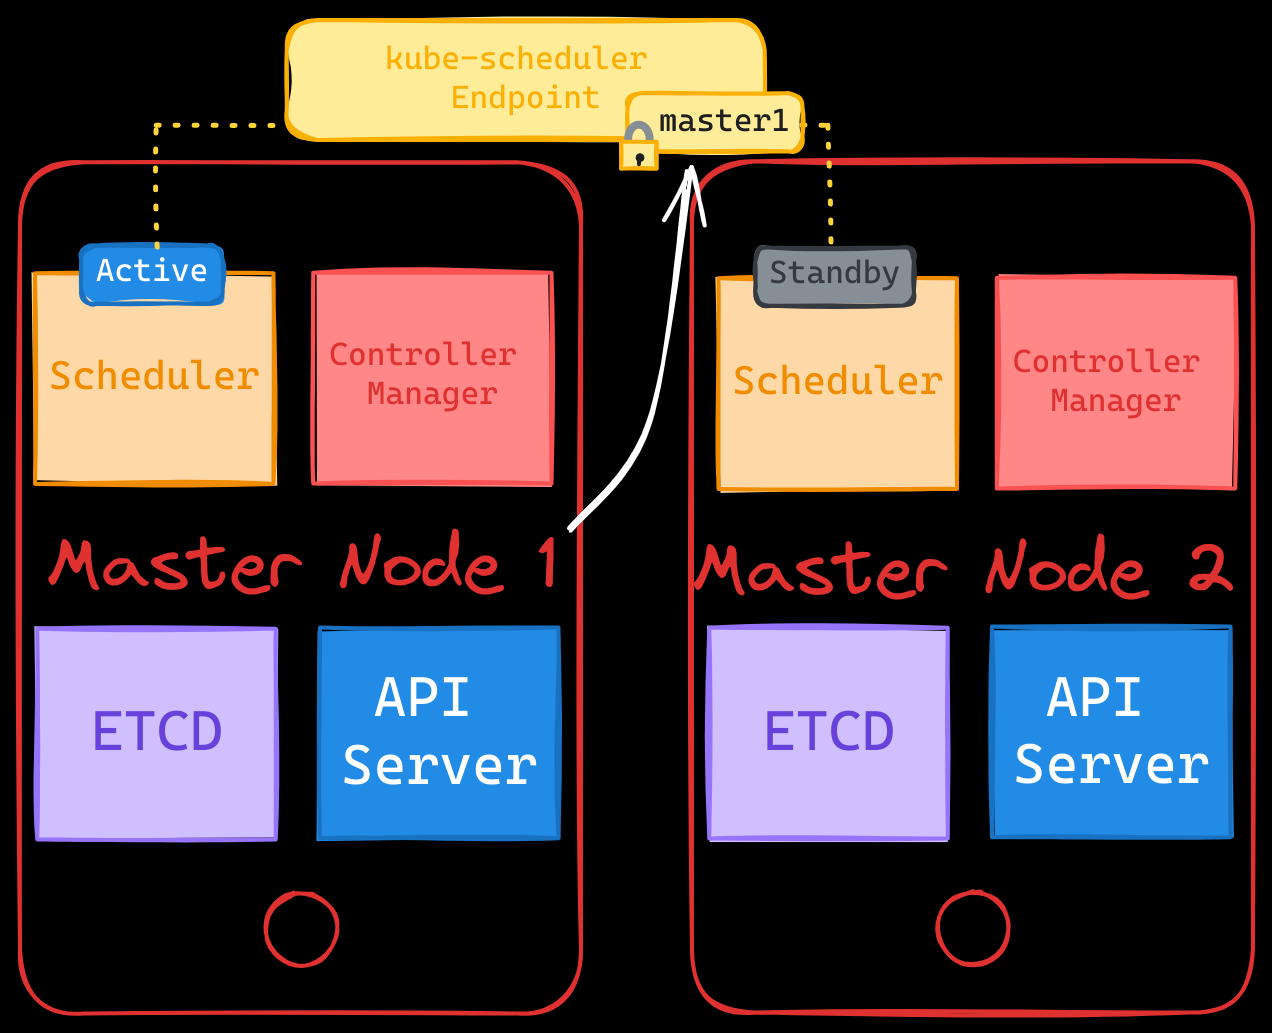 kube-scheduler
Endpoint
master1
Active
Scheduler
Controller
Manager
Master Node 1
ETCD
API
Server
Standby
Scheduler
Controller
Manager
Master Node 2
ETCD
API
Server